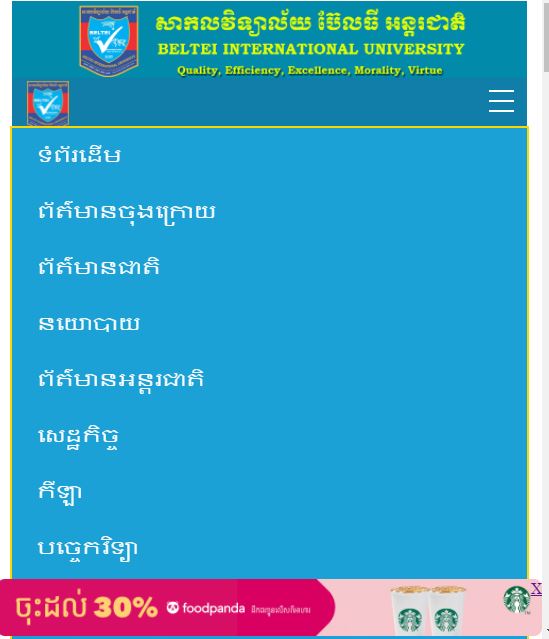 សាកលវិទ្យាល័យ ប៊ែលធី អន្តរជាតិ
BELTEI INTERNATIONAL UNIVERSITY
Quality, Efficiency, Excellence, Morality, Virtue
BELTEI
ទំព័រដើម
ព័ត៌មានចុងក្រោយ
ព័ត៌មានជាតិ
នយោបាយ
ព័ត៌មានអន្តរជាតិ
សេដ្ឋកិច្ច
កីឡា
បច្ចេកវិទ្យា
ចុះដល់ 30% foodpanda
X